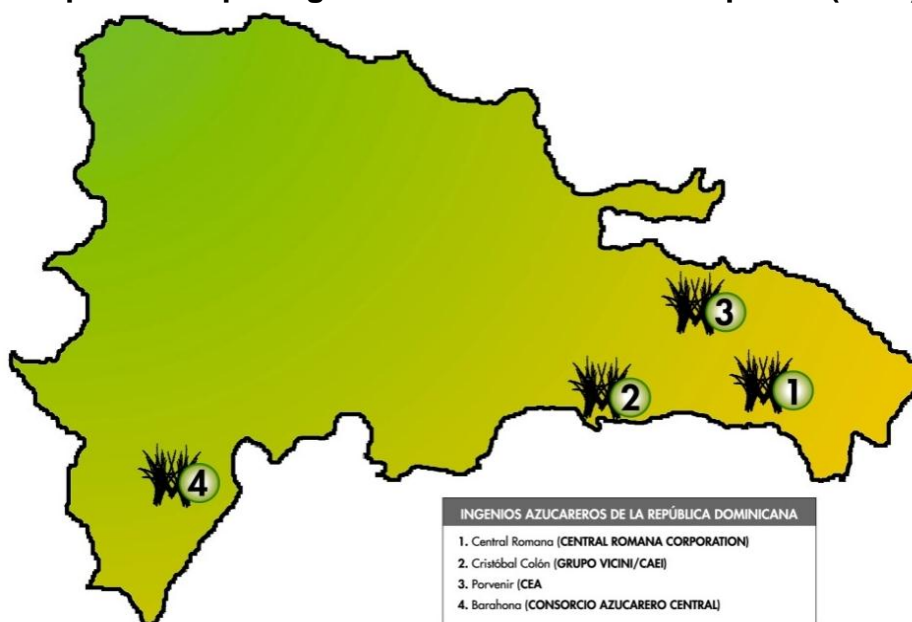 3
2
1
4
INGENIOS AZUCAREROS DE LA REPÚBLICA DOMINICANA
1. Central Romana (CENTRAL ROMANA CORPORATION)
2. Cristóbal Colón (GRUPO VICINI/CAEI)
3. Porvenir (CEA
4. Barahona (CONSORCIO AZUCARERO CENTRAL)